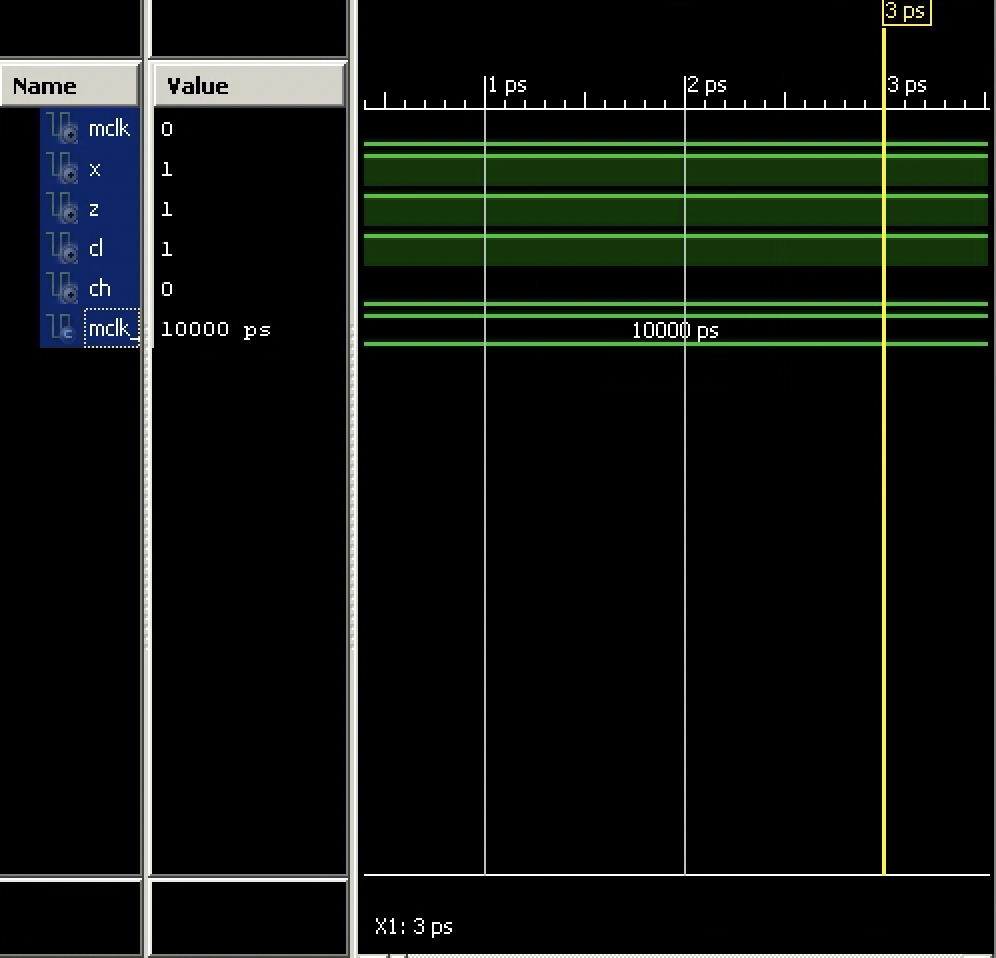 3 ps
Name Value 1 ps 2 ps 3 ps
mclk 0
x 1
z 1
cl 1
ch 0
mclk_ 10000 ps 10000 ps
X1: 3 ps